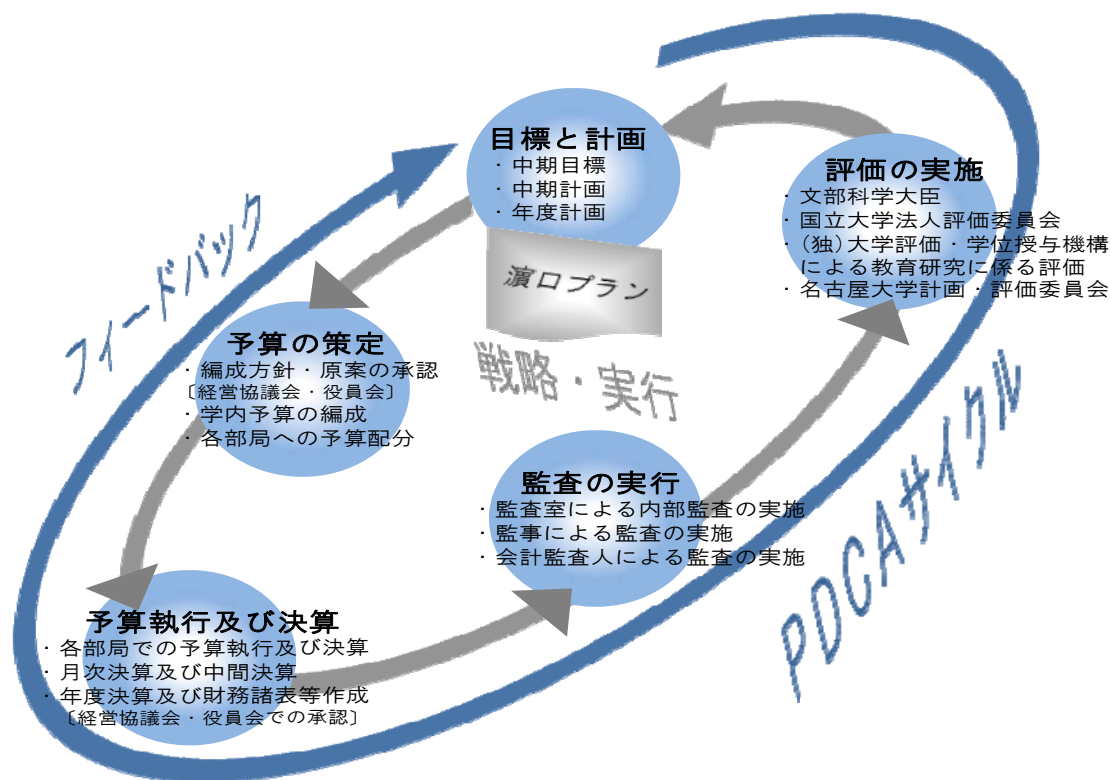 目標と計画
・中期目標
・中期計画
・年度計画
濵口プラン
戦略・実行
評価の実施
・文部科学大臣
・国立大学法人評価委員会
・（独）大学評価・学位授与機構
による教育研究に係る評価
・名古屋大学計画・評価委員会
フィードバック
予算の策定
・編成方針・原案の承認
〔経営協議会・役員会〕
・学内予算の編成
・各部局への予算配分
監査の実行
・監査室による内部監査の実施
・監事による監査の実施
・会計監査人による監査の実施
予算執行及び決算
・各部局での予算執行及び決算
・月次決算及び中間決算
・年度決算及び財務諸表等作成
〔経営協議会・役員会での承認〕
PDCAサイクル